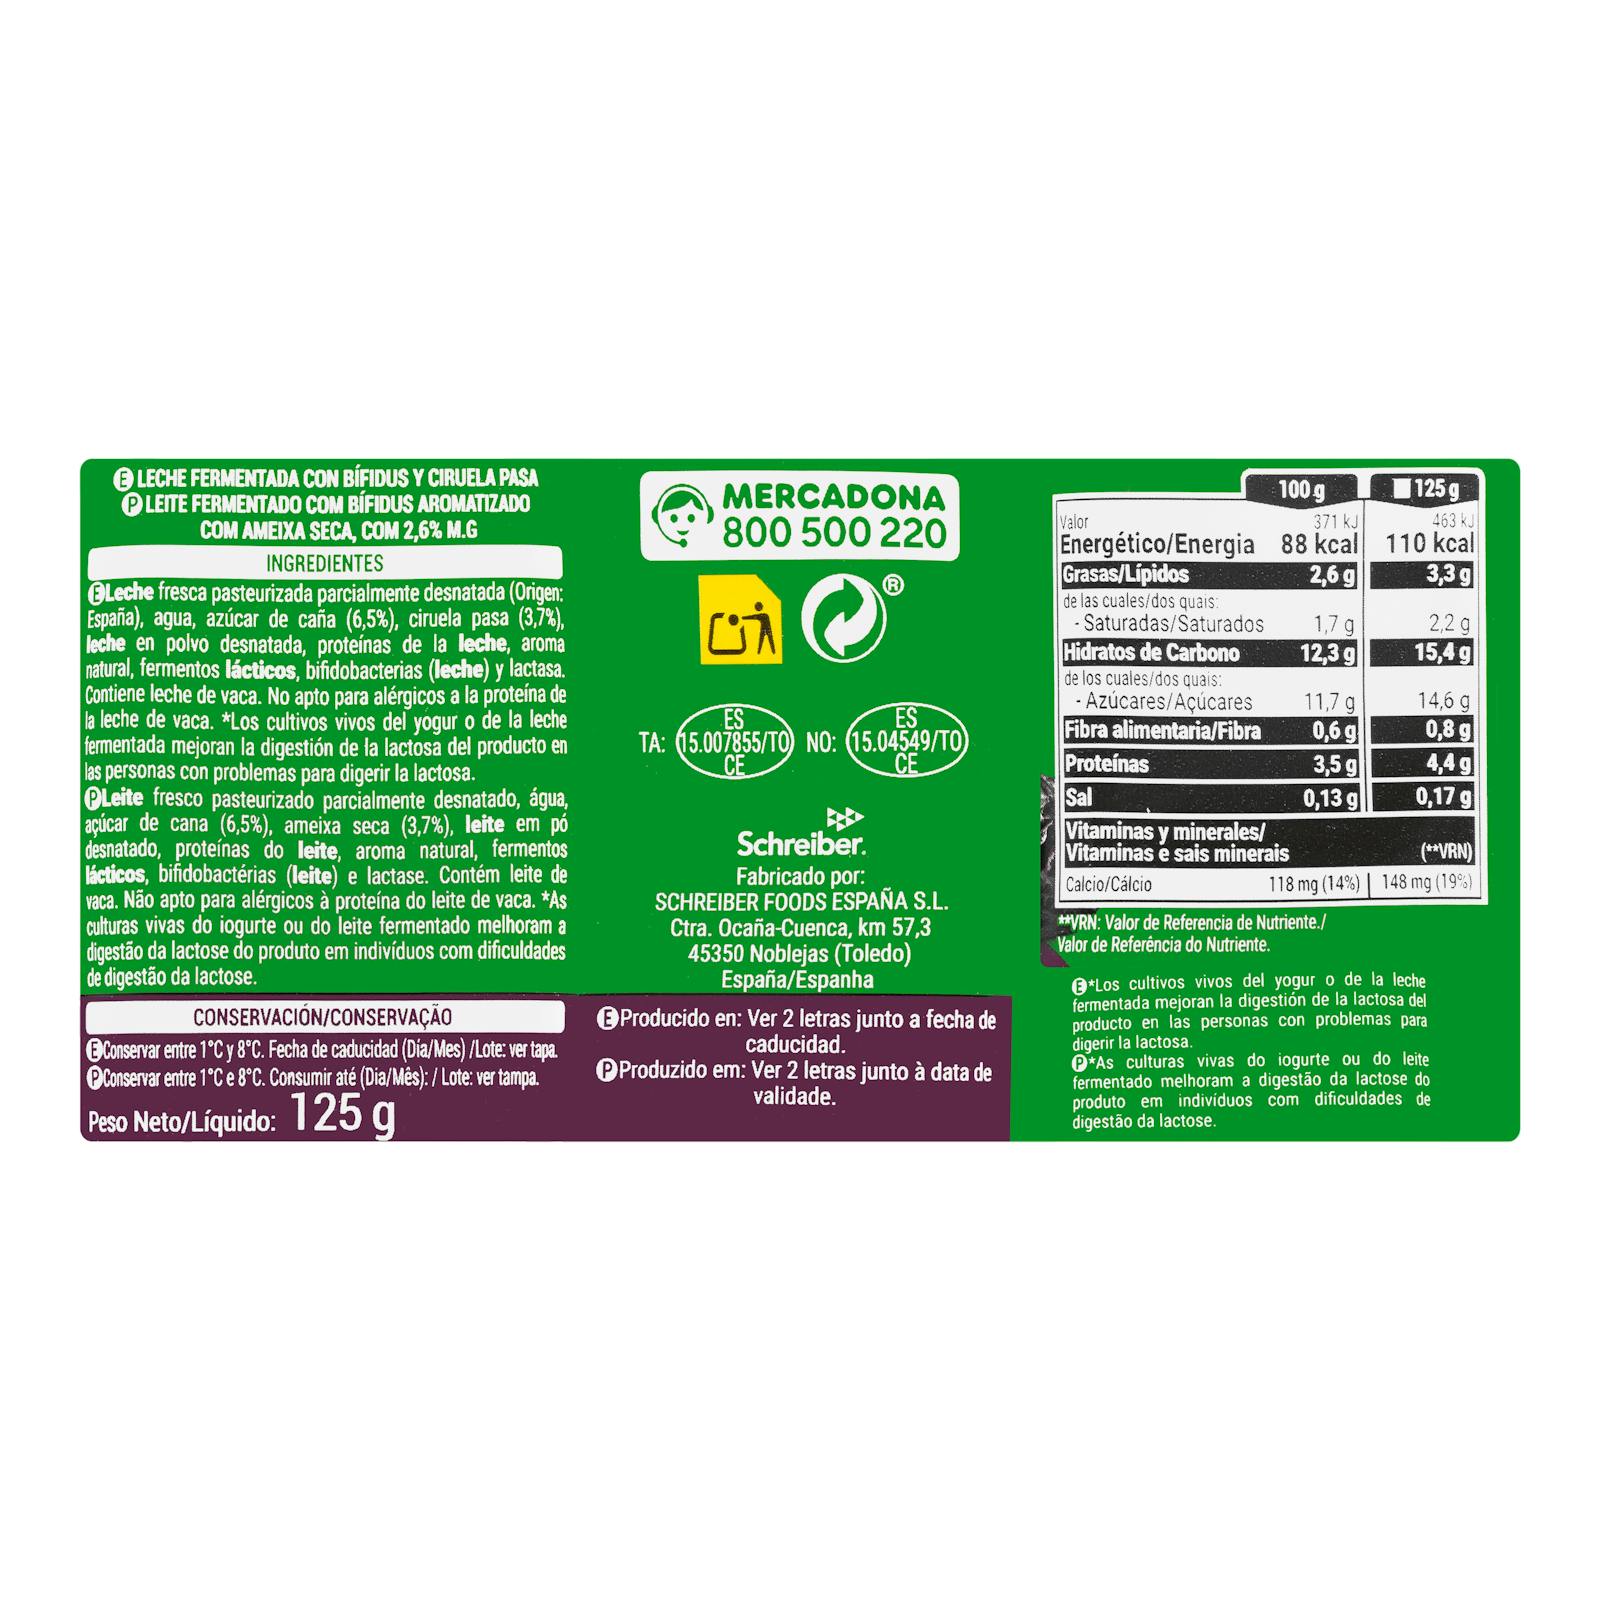 Ⓔ LECHE FERMENTADA CON BÍFIDUS Y CIRUELA PASA
Ⓟ LEITE FERMENTADO COM BÍFIDUS AROMATIZADO
COM AMEIXA SECA, COM 2,6% M.G
INGREDIENTES
ⒺLeche fresca pasteurizada parcialmente desnatada (Origen:
España), agua, azúcar de caña (6,5%), ciruela pasa (3,7%),
leche en polvo desnatada, proteínas de la leche, aroma
natural, fermentos lácticos, bifidobacterias (leche) y lactasa.
Contiene leche de vaca. No apto para alérgicos a la proteína de
la leche de vaca. *Los cultivos vivos del yogur o de la leche
fermentada mejoran la digestión de la lactosa del producto en
las personas con problemas para digerir la lactosa.
ⓅLeite fresco pasteurizado parcialmente desnatado, água,
açúcar de cana (6,5%), ameixa seca (3,7%), leite em pó
desnatado, proteínas do leite, aroma natural, fermentos
lácticos, bifidobactérias (leite) e lactase. Contém leite de
vaca. Não apto para alérgicos à proteína do leite de vaca. *As
culturas vivas do iogurte ou do leite fermentado melhoram a
digestão da lactose do produto em indivíduos com dificuldades
de digestão da lactose.
CONSERVACIÓN/CONSERVAÇÃO
ⒺConservar entre 1°C y 8°C. Fecha de caducidad (Día/Mes) /Lote: ver tapa.
ⓅConservar entre 1°C e 8°C. Consumir até (Dia/Mês): / Lote: ver tampa.
Peso Neto/Líquido: 125 g
MERCADONA
800 500 220
®
TA: ES 15.007855/TO CE NO: ES 15.04549/TO CE
Schreiber.
Fabricado por:
SCHREIBER FOODS ESPAÑA S.L.
Ctra. Ocaña-Cuenca, km 57,3
45350 Noblejas (Toledo)
España/Espanha
ⒺProducido en: Ver 2 letras junto a fecha de
caducidad.
ⓅProduzido em: Ver 2 letras junto à data de
validade.
100 g 125 g
Valor 371 kJ 463 kJ
Energético/Energia 88 kcal 110 kcal
Grasas/Lípidos 2,6 g 3,3 g
de las cuales/dos quais:
- Saturadas/Saturados 1,7 g 2,2 g
Hidratos de Carbono 12,3 g 15,4 g
de los cuales/dos quais:
- Azúcares/Açúcares 11,7 g 14,6 g
Fibra alimentaria/Fibra 0,6 g 0,8 g
Proteínas 3,5 g 4,4 g
Sal 0,13 g 0,17 g
Vitaminas y minerales/
Vitaminas e sais minerais (**VRN)
Calcio/Cálcio 118 mg (14%) 148 mg (19%)
**VRN: Valor de Referencia de Nutriente./
Valor de Referência do Nutriente.
Ⓔ*Los cultivos vivos del yogur o de la leche
fermentada mejoran la digestión de la lactosa del
producto en las personas con problemas para
digerir la lactosa.
Ⓟ*As culturas vivas do iogurte ou do leite
fermentado melhoram a digestão da lactose do
produto em indivíduos com dificuldades de
digestão da lactose.